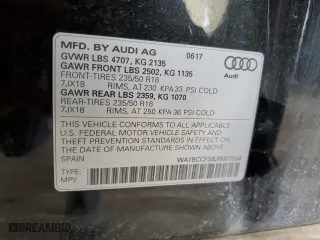 MFD. BY AUDI AG 0617
GVWR LBS 4707, KG 2135
GAWR FRONT LBS 2502, KG 1135
FRONT-TIRES 235/50 R18
7JX18 RIMS, AT 230 KPA 33 PSI COLD
GAWR REAR LBS 2359, KG 1070
REAR-TIRES 235/50 R18
7JX18 RIMS, AT 250 KPA 36 PSI COLD
Audi
THIS VEHICLE CONFORMS TO ALL APPLICABLE
U.S. FEDERAL MOTOR VEHICLE SAFETY, BUMPER,
AND THEFT PREVENTION STANDARDS IN EFFECT ON
THE DATE OF MANUFACTURE SHOWN ABOVE.
SPAIN
TYPE: MPV